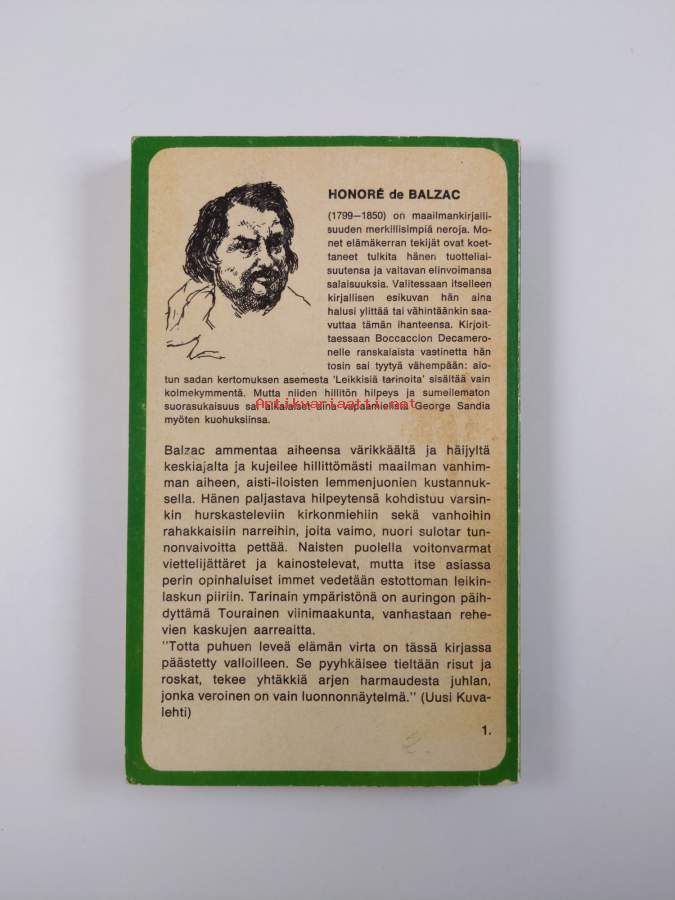 HONORÉ de BALZAC
(1799—1850) on maailmankirjalli-
suuden merkillisimpiä neroja. Mo-
net elämäkerran tekijät ovat koet-
taneet tulkita hänen tuotteliai-
suutensa ja valtavan elinvoimansa
salaisuuksia. Valitessaan itselleen
kirjallisen esikuvan hän aina
halusi ylittää tai vähintäänkin saa-
vuttaa tämän ihanteensa. Kirjoit-
taessaan Boccaccion Decamero-
nelle ranskalaista vastinetta hän
tosin sai tyytyä vähempään: aio-
tun sadan kertomuksen asemesta 'Leikkisiä tarinoita' sisältää vain
kolmekymmentä. Mutta niiden hillitön hilpeys ja sumeilematon
suorasukaisuus sai aikalaiset aina vapaamielistä George Sandia
myöten kuohuksiinsa.
Antikvariaatti.net
Balzac ammentaa aiheensa värikkäältä ja häijyltä
keskiajalta ja kujeilee hillittömästi maailman vanhim-
man aiheen, aisti-iloisten lemmenjuonien kustannuk-
sella. Hänen paljastava hilpeytensä kohdistuu varsin-
kin hurskasteleviin kirkonmiehiin sekä vanhoihin
rahakkaisiin narreihin, joita vaimo, nuori sulotar tun-
nonvaivoitta pettää. Naisten puolella voitonvarmat
viettelijättäret ja kainostelevat, mutta itse asiassa
perin opinhaluiset immet vedetään estottoman leikin-
laskun piiriin. Tarinain ympäristönä on auringon päih-
dyttämä Tourainen viinimaakunta, vanhastaan rehe-
vien kaskujen aarreaitta.
"Totta puhuen leveä elämän virta on tässä kirjassa
päästetty valloilleen. Se pyyhkäisee tieltään risut ja
roskat, tekee yhtäkkiä arjen harmaudesta juhlan,
jonka veroinen on vain luonnonnäytelmä." (Uusi Kuva-
lehti)
1.